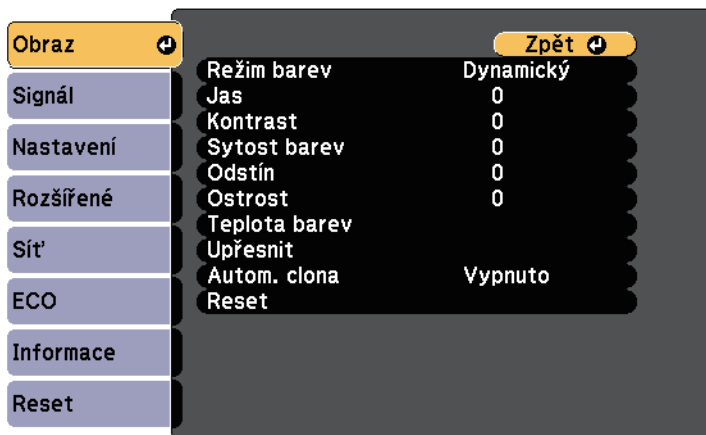 Obraz
Signál
Nastavení
Rozšířené
Síť
ECO
Informace
Reset
Zpět
Režim barev Dynamický
Jas 0
Kontrast 0
Sytost barev 0
Odstín 0
Ostrost 0
Teplota barev
Upřesnit
Autom. clona Vypnuto
Reset